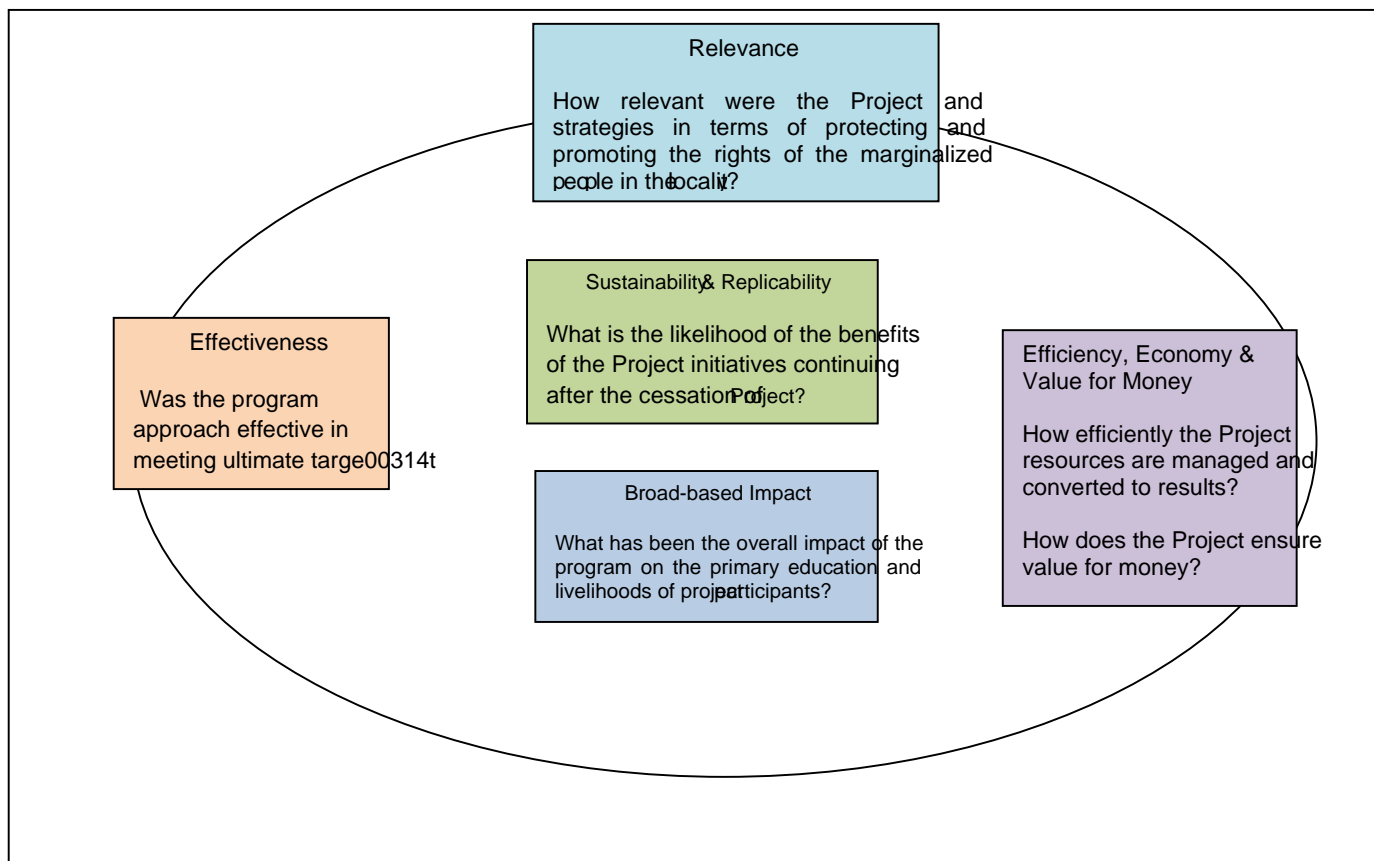 Relevance
How relevant were the Project and
strategies in terms of protecting and
promoting the rights of the marginalized
people in the locality?
Sustainability & Replicability
What is the likelihood of the benefits
of the Project initiatives continuing
after the cessation of Project?
Effectiveness
Was the program
approach effective in
meeting ultimate targe00314t
Efficiency, Economy &
Value for Money
How efficiently the Project
resources are managed and
converted to results?
How does the Project ensure
value for money?
Broad-based Impact
What has been the overall impact of the
program on the primary education and
livelihoods of project participants?